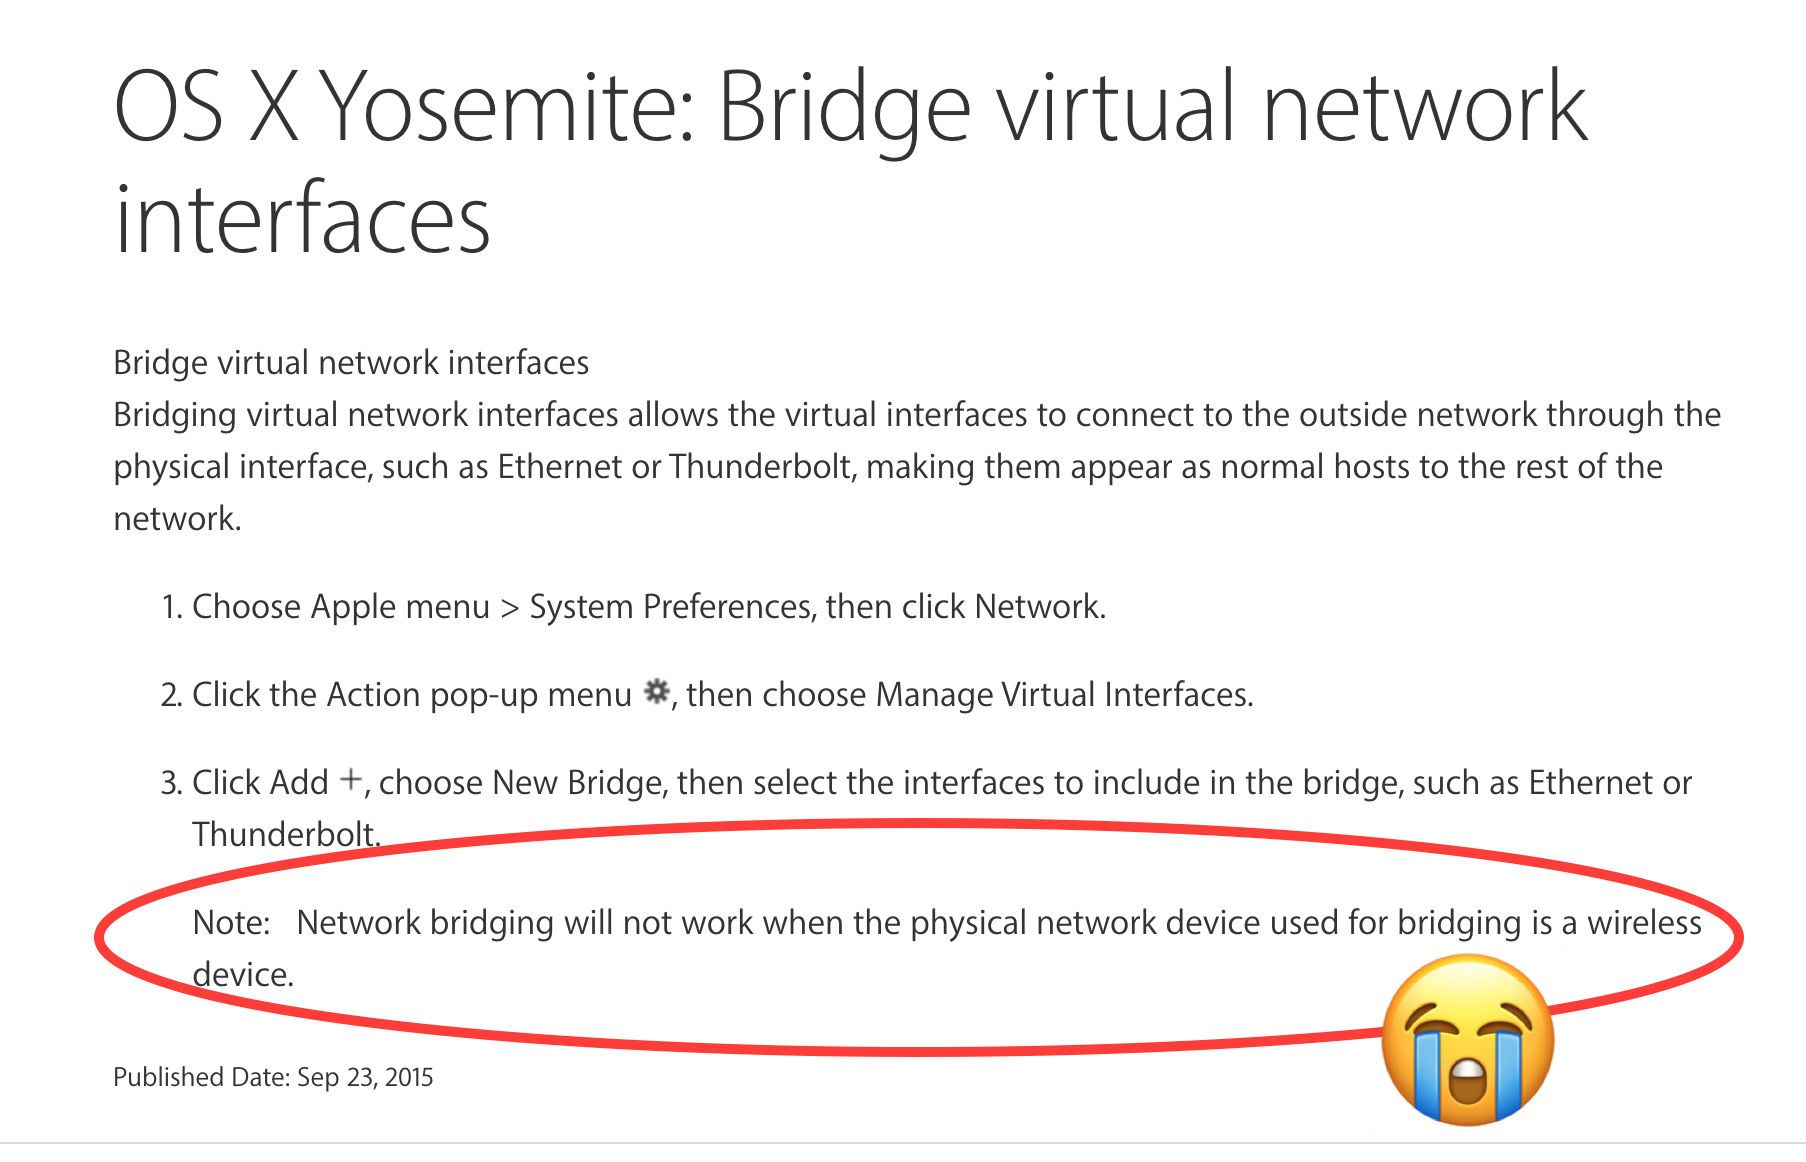 OS X Yosemite: Bridge virtual network
interfaces
Bridge virtual network interfaces
Bridging virtual network interfaces allows the virtual interfaces to connect to the outside network through the
physical interface, such as Ethernet or Thunderbolt, making them appear as normal hosts to the rest of the
network.
1. Choose Apple menu > System Preferences, then click Network.
2. Click the Action pop-up menu ✱, then choose Manage Virtual Interfaces.
3. Click Add +, choose New Bridge, then select the interfaces to include in the bridge, such as Ethernet or
Thunderbolt.
Note: Network bridging will not work when the physical network device used for bridging is a wireless
device.
Published Date: Sep 23, 2015